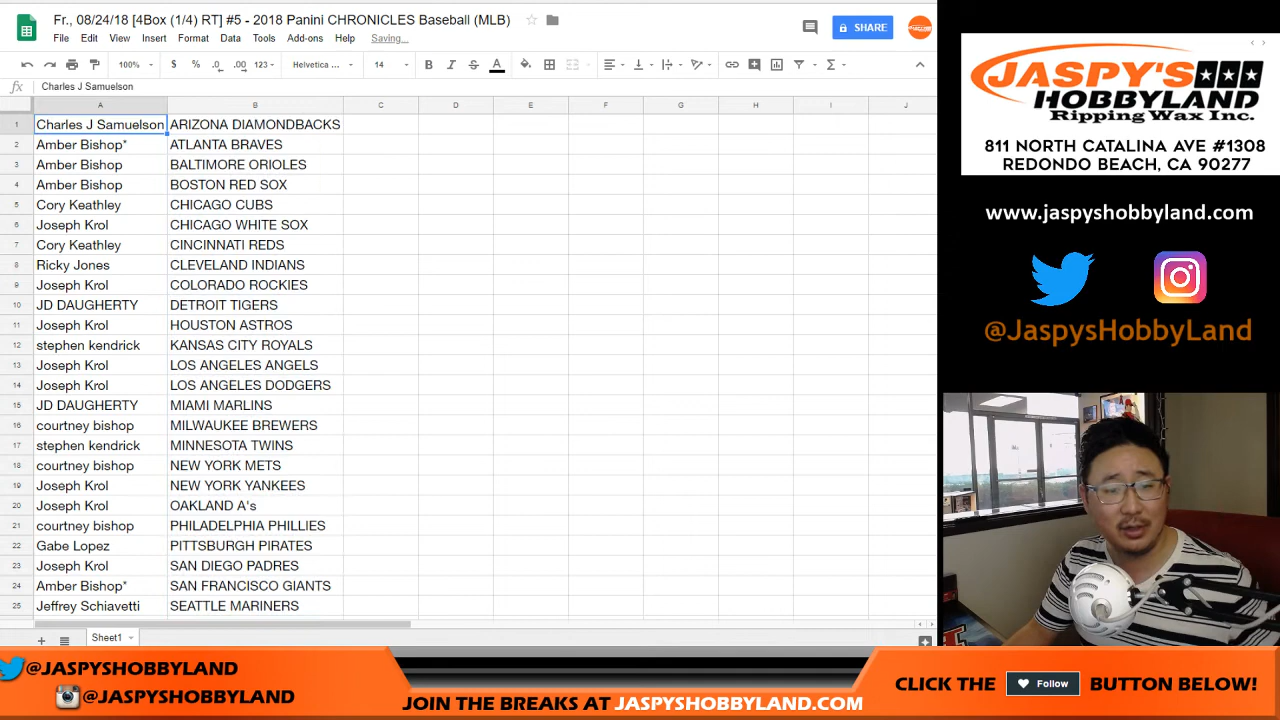 Fr., 08/24/18 [4Box (1/4) RT] #5 - 2018 Panini CHRONICLES Baseball (MLB)
SHARE
File Edit View Insert Format Data Tools Add-ons Help Saving...
100% $ % .0 .00 123 Helvetica ... 14 B I S A
fx Charles J Samuelson
A B C D E F G H I J
1 Charles J Samuelson ARIZONA DIAMONDBACKS
2 Amber Bishop* ATLANTA BRAVES
3 Amber Bishop BALTIMORE ORIOLES
4 Amber Bishop BOSTON RED SOX
5 Cory Keathley CHICAGO CUBS
6 Joseph Krol CHICAGO WHITE SOX
7 Cory Keathley CINCINNATI REDS
8 Ricky Jones CLEVELAND INDIANS
9 Joseph Krol COLORADO ROCKIES
10 JD DAUGHERTY DETROIT TIGERS
11 Joseph Krol HOUSTON ASTROS
12 stephen kendrick KANSAS CITY ROYALS
13 Joseph Krol LOS ANGELES ANGELS
14 Joseph Krol LOS ANGELES DODGERS
15 JD DAUGHERTY MIAMI MARLINS
16 courtney bishop MILWAUKEE BREWERS
17 stephen kendrick MINNESOTA TWINS
18 courtney bishop NEW YORK METS
19 Joseph Krol NEW YORK YANKEES
20 Joseph Krol OAKLAND A's
21 courtney bishop PHILADELPHIA PHILLIES
22 Gabe Lopez PITTSBURGH PIRATES
23 Joseph Krol SAN DIEGO PADRES
24 Amber Bishop* SAN FRANCISCO GIANTS
25 Jeffrey Schiavetti SEATTLE MARINERS
Sheet1
JASPY'S
HOBBYLAND
Ripping Wax Inc.
811 NORTH CATALINA AVE #1308
REDONDO BEACH, CA 90277
www.jaspyshobbyland.com
@JaspysHobbyLand
@JASPYSHOBBYLAND
@JASPYSHOBBYLAND
JOIN THE BREAKS AT JASPYSHOBBYLAND.COM
CLICK THE Follow BUTTON BELOW!